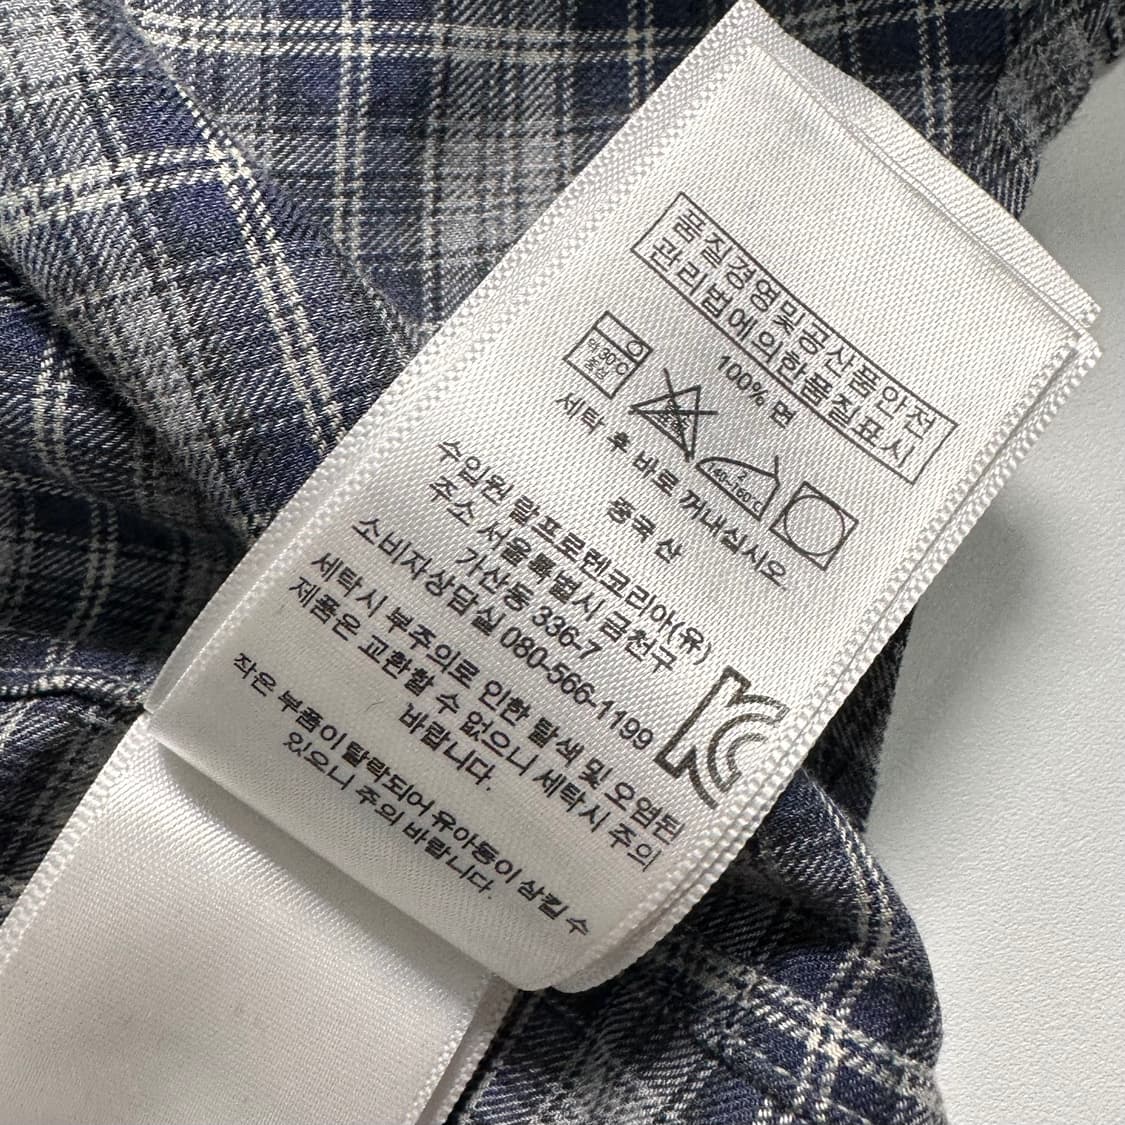 품질경영및공산품안전
관리법에의한품질표시
100% 면
약 30℃
중성
2
140-160℃
세탁 후 바로 꺼내십시오.
중국 산
수입원 랄프로렌코리아(유)
주소 서울특별시 금천구
가산동 336-7
소비자상담실 080-566-1199
세탁시 부주의로 인한 탈색 및 오염된
제품은 교환할 수 없으니 세탁시 주의
바랍니다.
작은 부품이 탈락되어 유아동이 삼킬 수
있으니 주의 바랍니다.